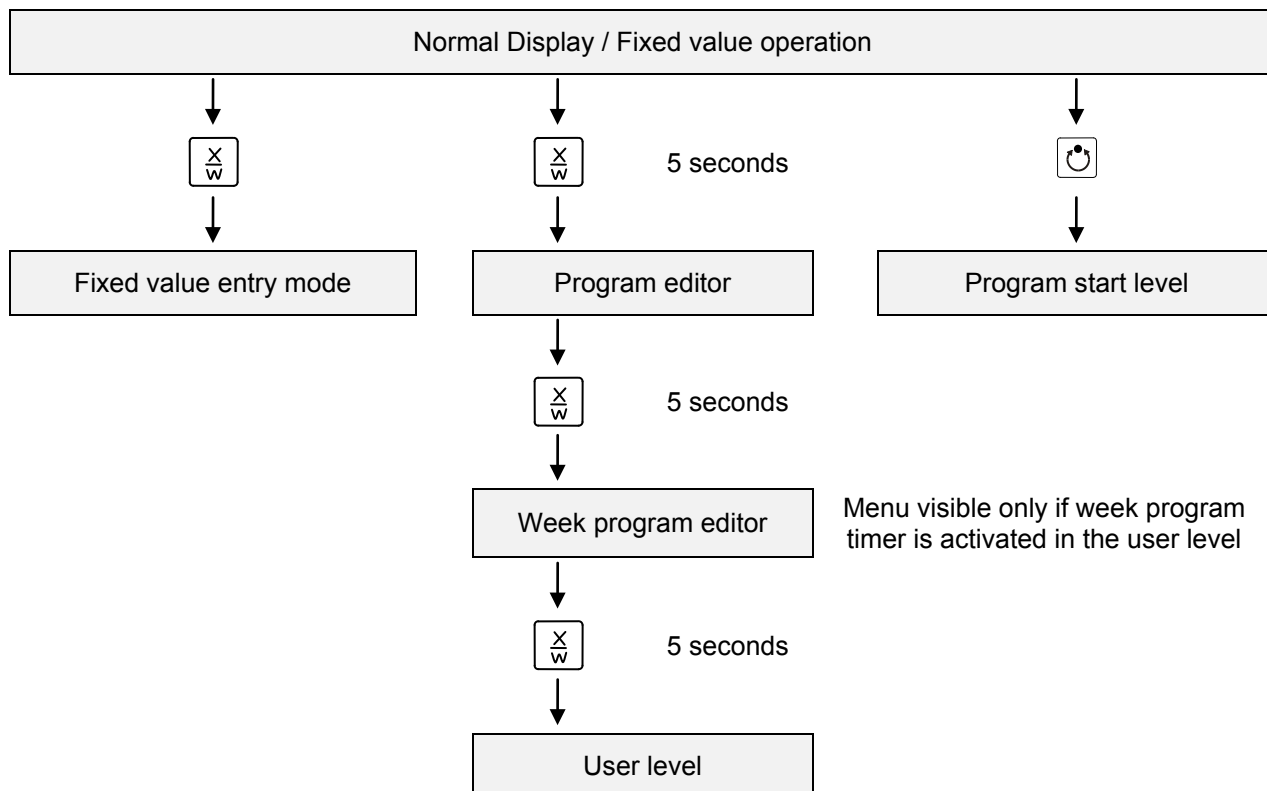 Normal Display / Fixed value operation
X
W
X
W
5 seconds
Fixed value entry mode
Program editor
Program start level
X
W
5 seconds
Week program editor
Menu visible only if week program
timer is activated in the user level
X
W
5 seconds
User level